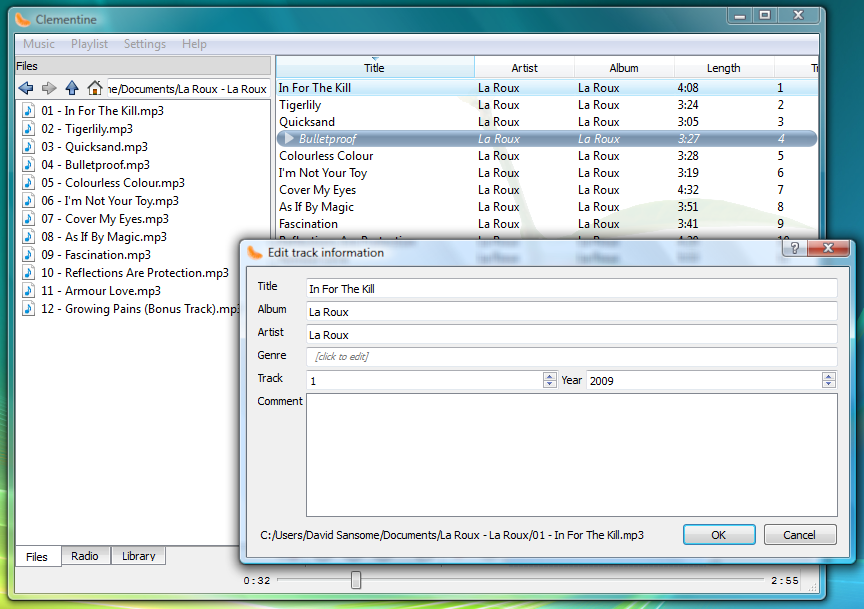 Clementine
Music Playlist Settings Help
Files
ne/Documents/La Roux - La Roux
01 - In For The Kill.mp3
02 - Tigerlily.mp3
03 - Quicksand.mp3
04 - Bulletproof.mp3
05 - Colourless Colour.mp3
06 - I'm Not Your Toy.mp3
07 - Cover My Eyes.mp3
08 - As If By Magic.mp3
09 - Fascination.mp3
10 - Reflections Are Protection.mp3
11 - Armour Love.mp3
12 - Growing Pains (Bonus Track).mp3
Files Radio Library
Title Artist Album Length Tr
In For The Kill La Roux La Roux 4:08 1
Tigerlily La Roux La Roux 3:24 2
Quicksand La Roux La Roux 3:05 3
Bulletproof La Roux La Roux 3:27 4
Colourless Colour La Roux La Roux 3:28 5
I'm Not Your Toy La Roux La Roux 3:19 6
Cover My Eyes La Roux La Roux 4:32 7
As If By Magic La Roux La Roux 3:51 8
Fascination La Roux La Roux 3:41 9
Edit track information
?
Title In For The Kill
Album La Roux
Artist La Roux
Genre [click to edit]
Track 1 Year 2009
Comment
C:/Users/David Sansome/Documents/La Roux - La Roux/01 - In For The Kill.mp3
OK Cancel
0:32 2:55